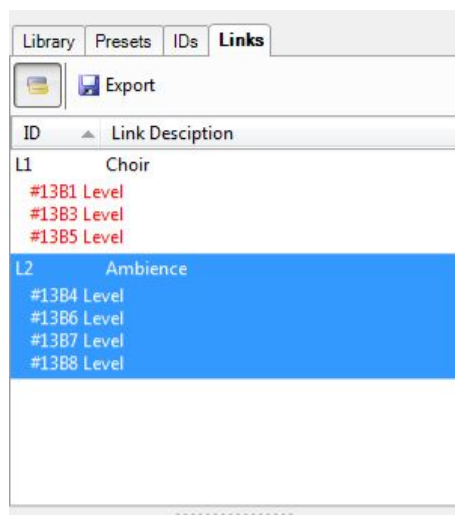 Library Presets IDs Links
Export
ID Link Desciption
L1 Choir
#13B1 Level
#13B3 Level
#13B5 Level
L2 Ambience
#13B4 Level
#13B6 Level
#13B7 Level
#13B8 Level